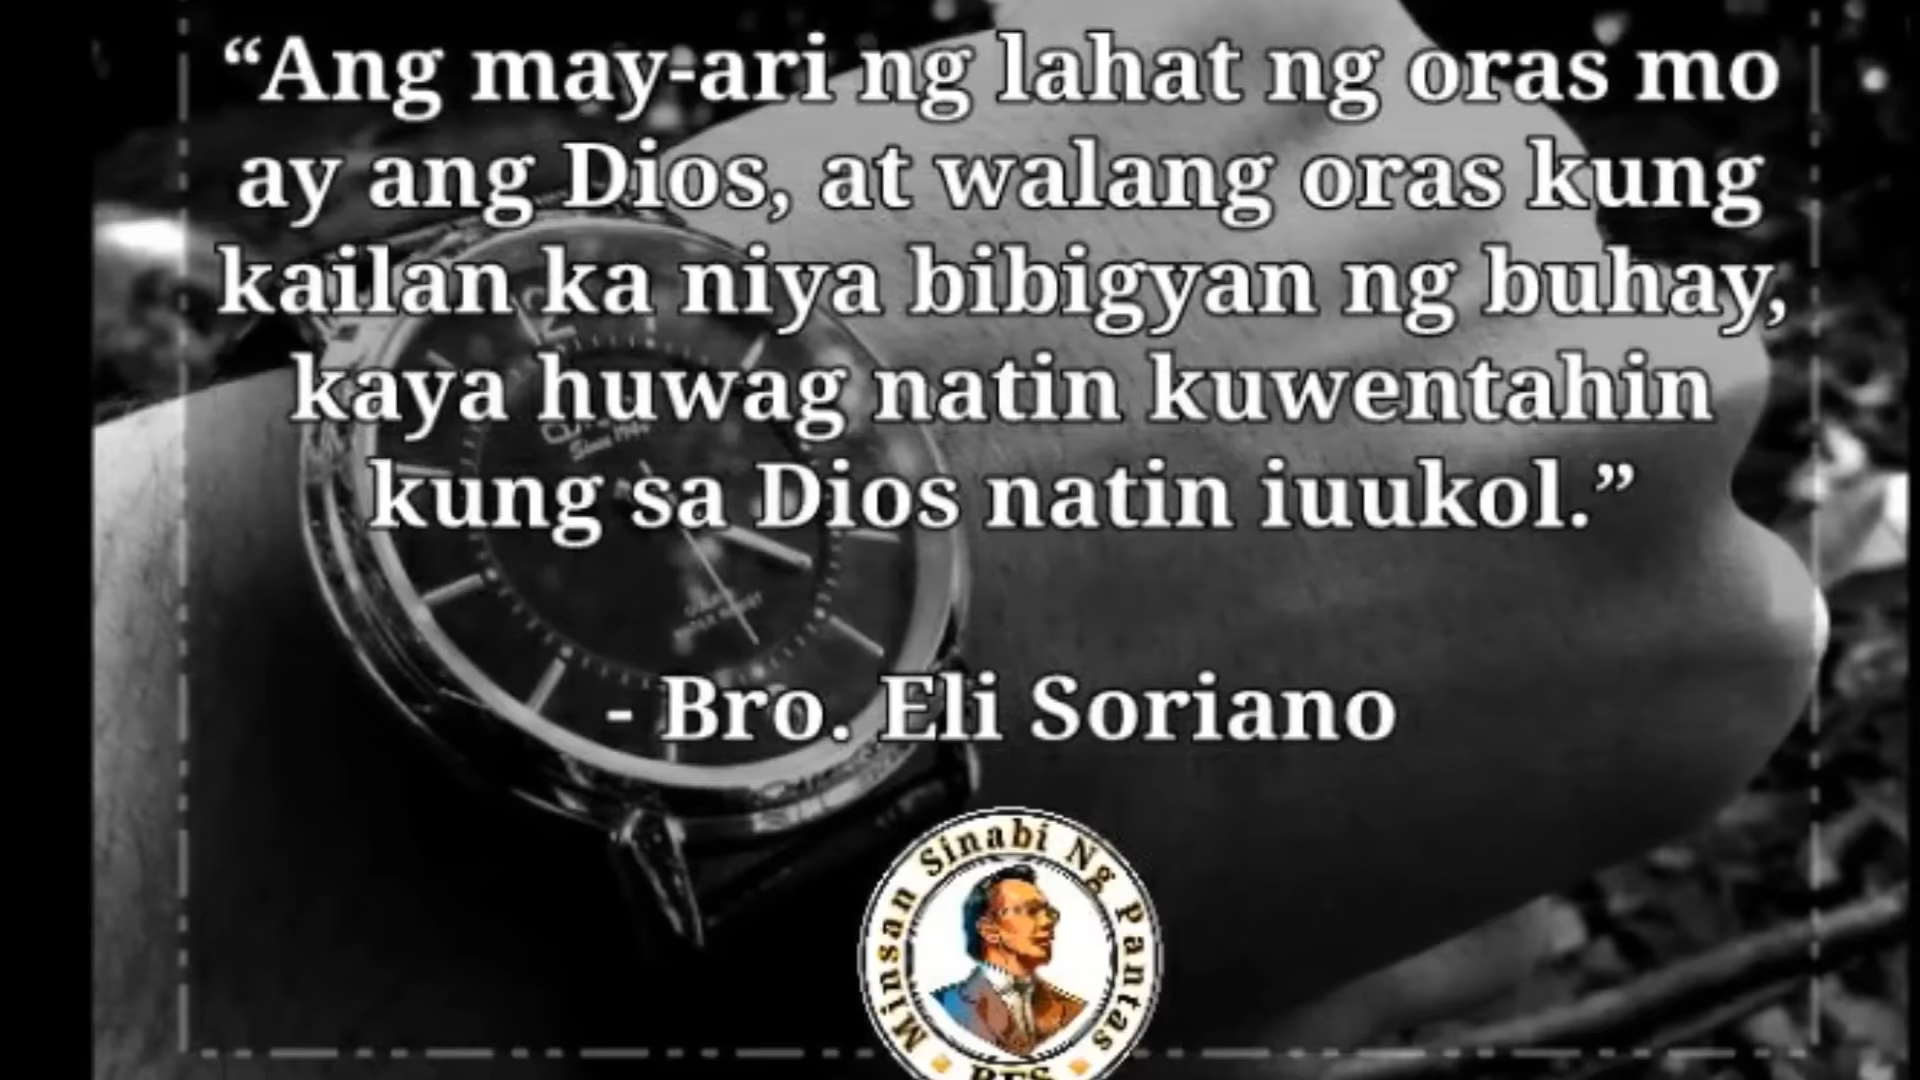 “Ang may-ari ng lahat ng oras mo
ay ang Dios, at walang oras kung
kailan ka niya bibigyan ng buhay,
kaya huwag natin kuwentahin
kung sa Dios natin iuukol.”
- Bro. Eli Soriano
Minsan Sinabi Ng Pantas
BES